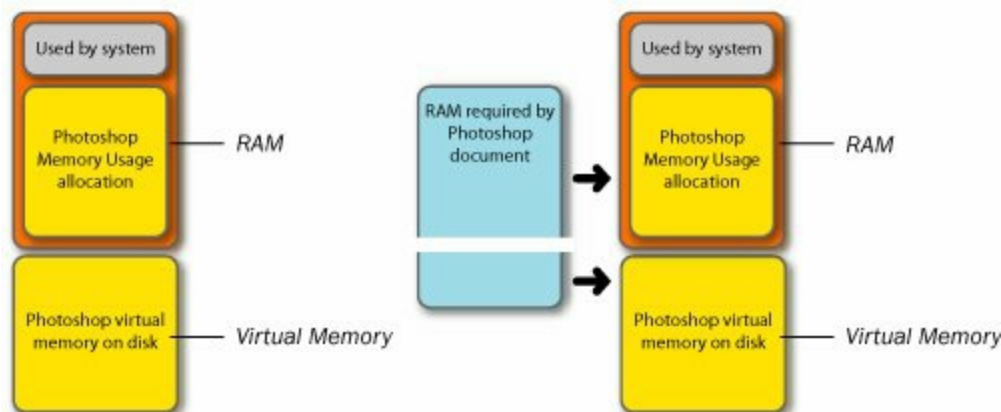 Used by system
Photoshop
Memory Usage
allocation
RAM
Photoshop virtual
memory on disk
Virtual Memory
RAM required by
Photoshop
document
Used by system
Photoshop
Memory Usage
allocation
RAM
Photoshop virtual
memory on disk
Virtual Memory